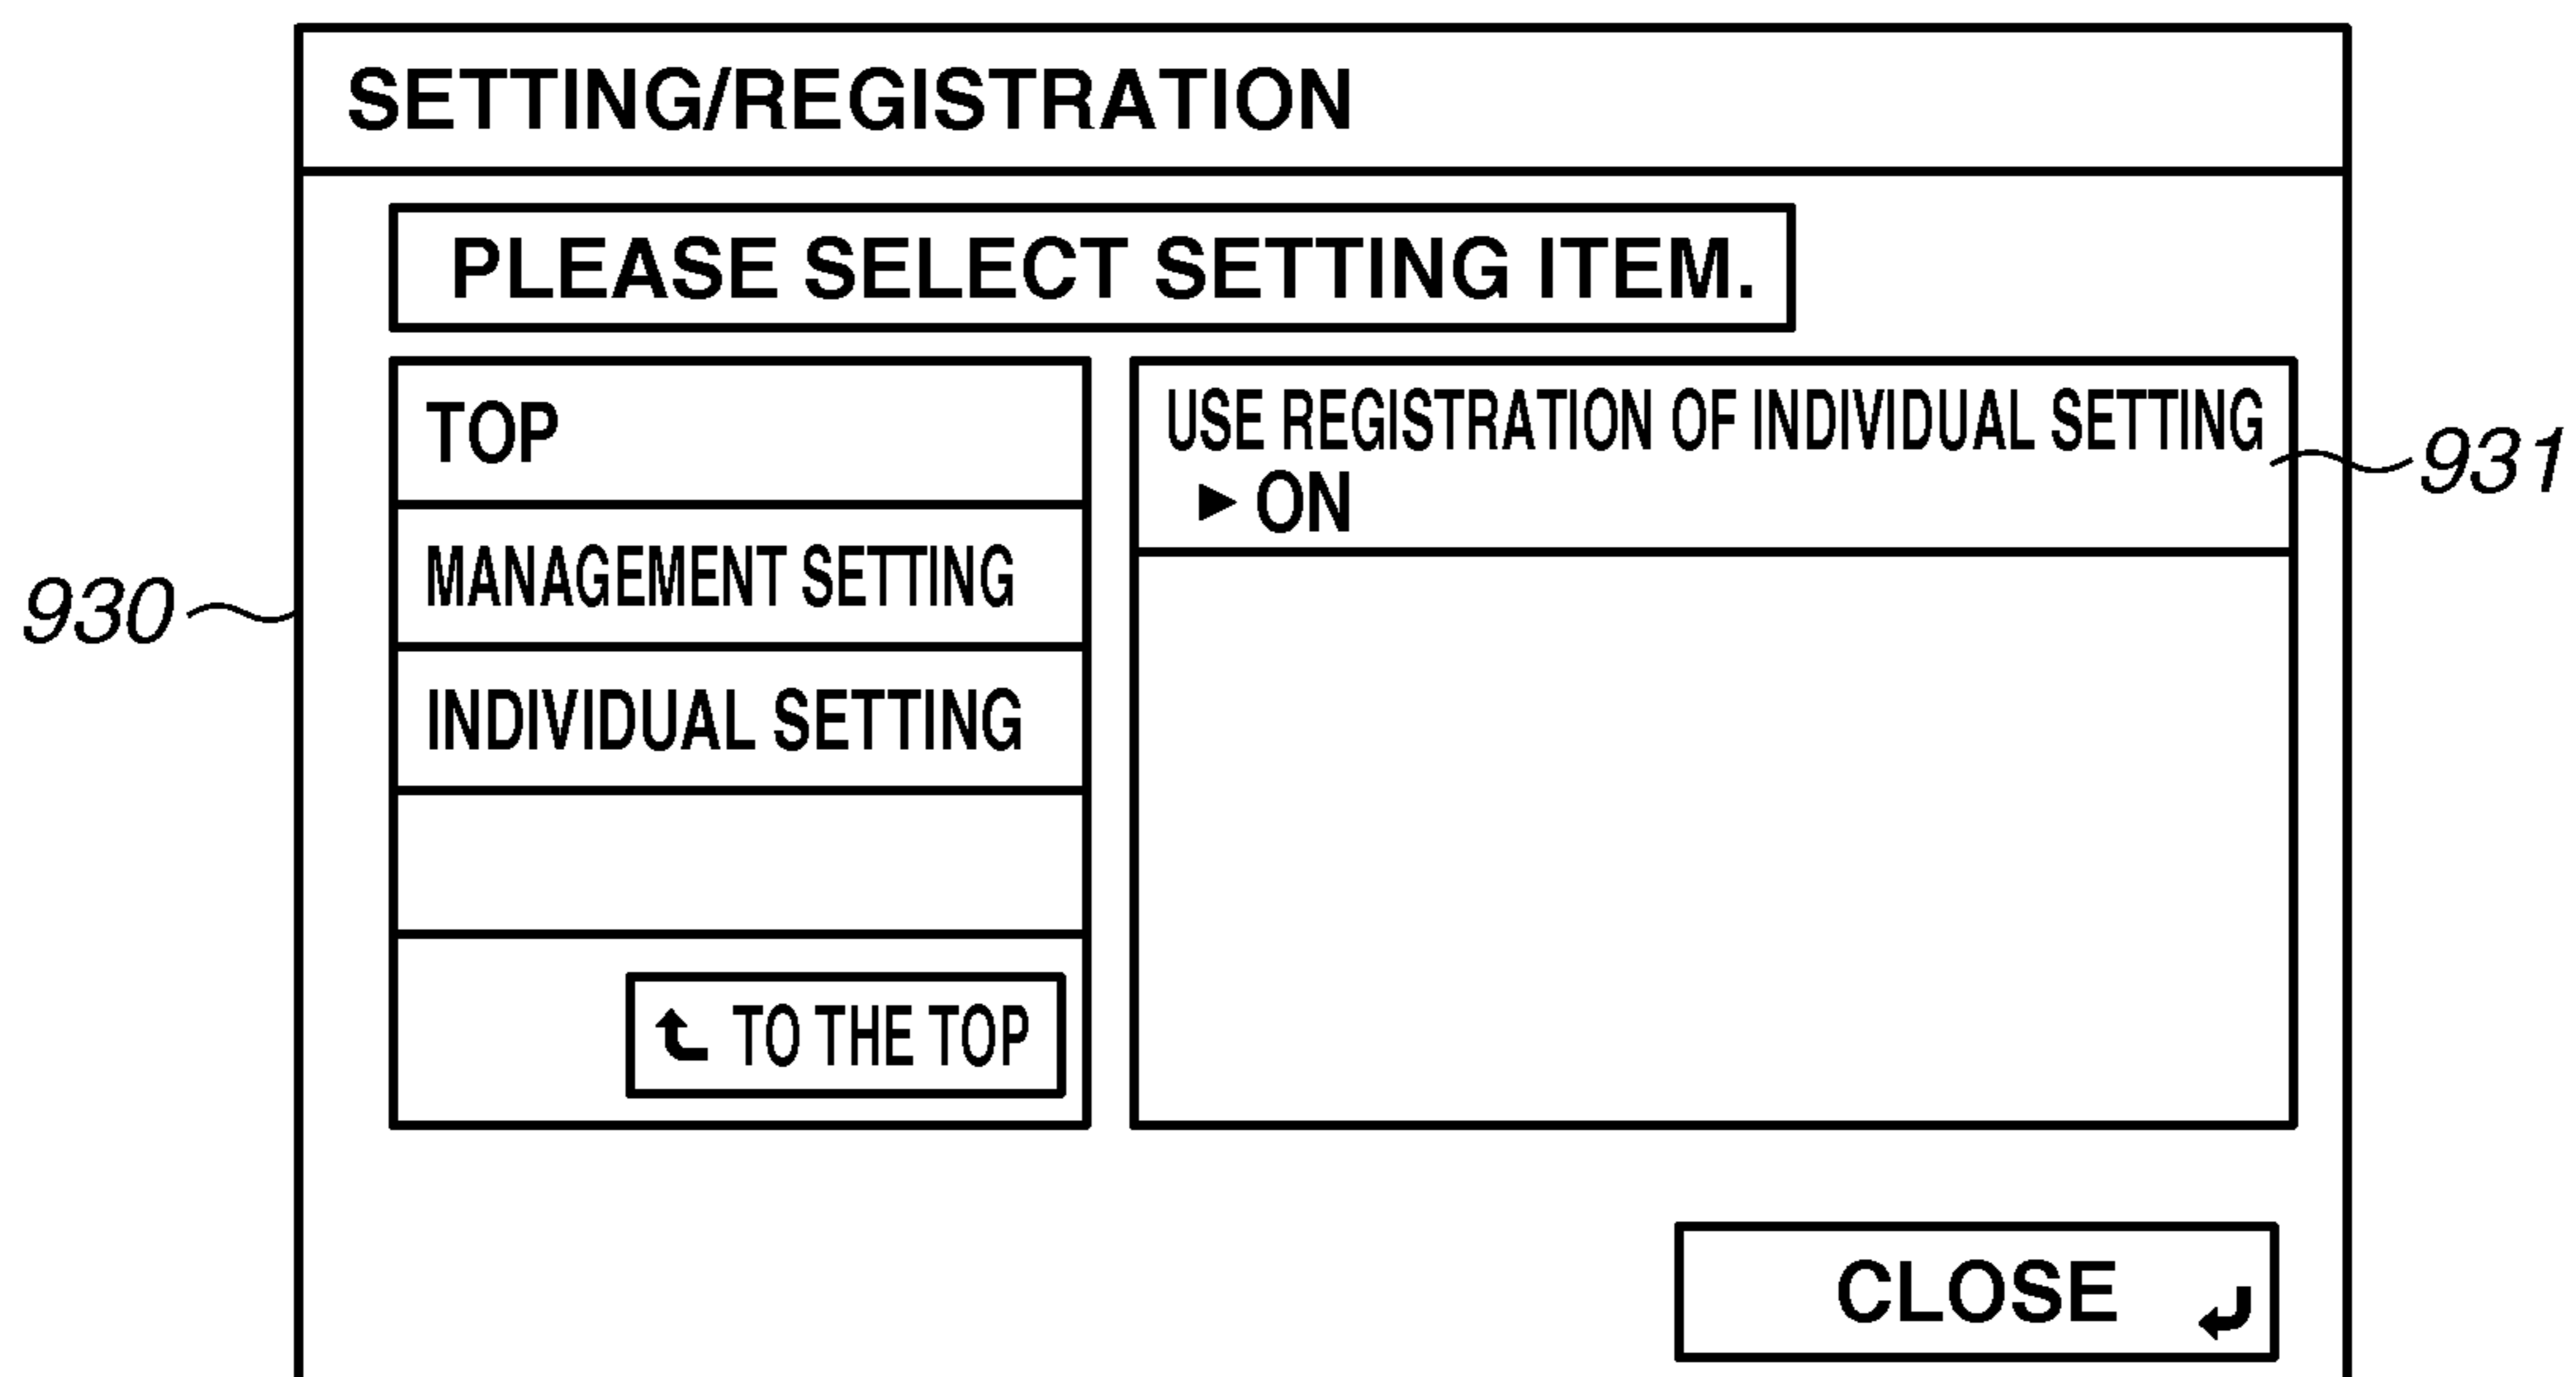 SETTING/REGISTRATION
PLEASE SELECT SETTING ITEM.
TOP
MANAGEMENT SETTING
INDIVIDUAL SETTING
TO THE TOP
USE REGISTRATION OF INDIVIDUAL SETTING
▶ ON
931
930
CLOSE